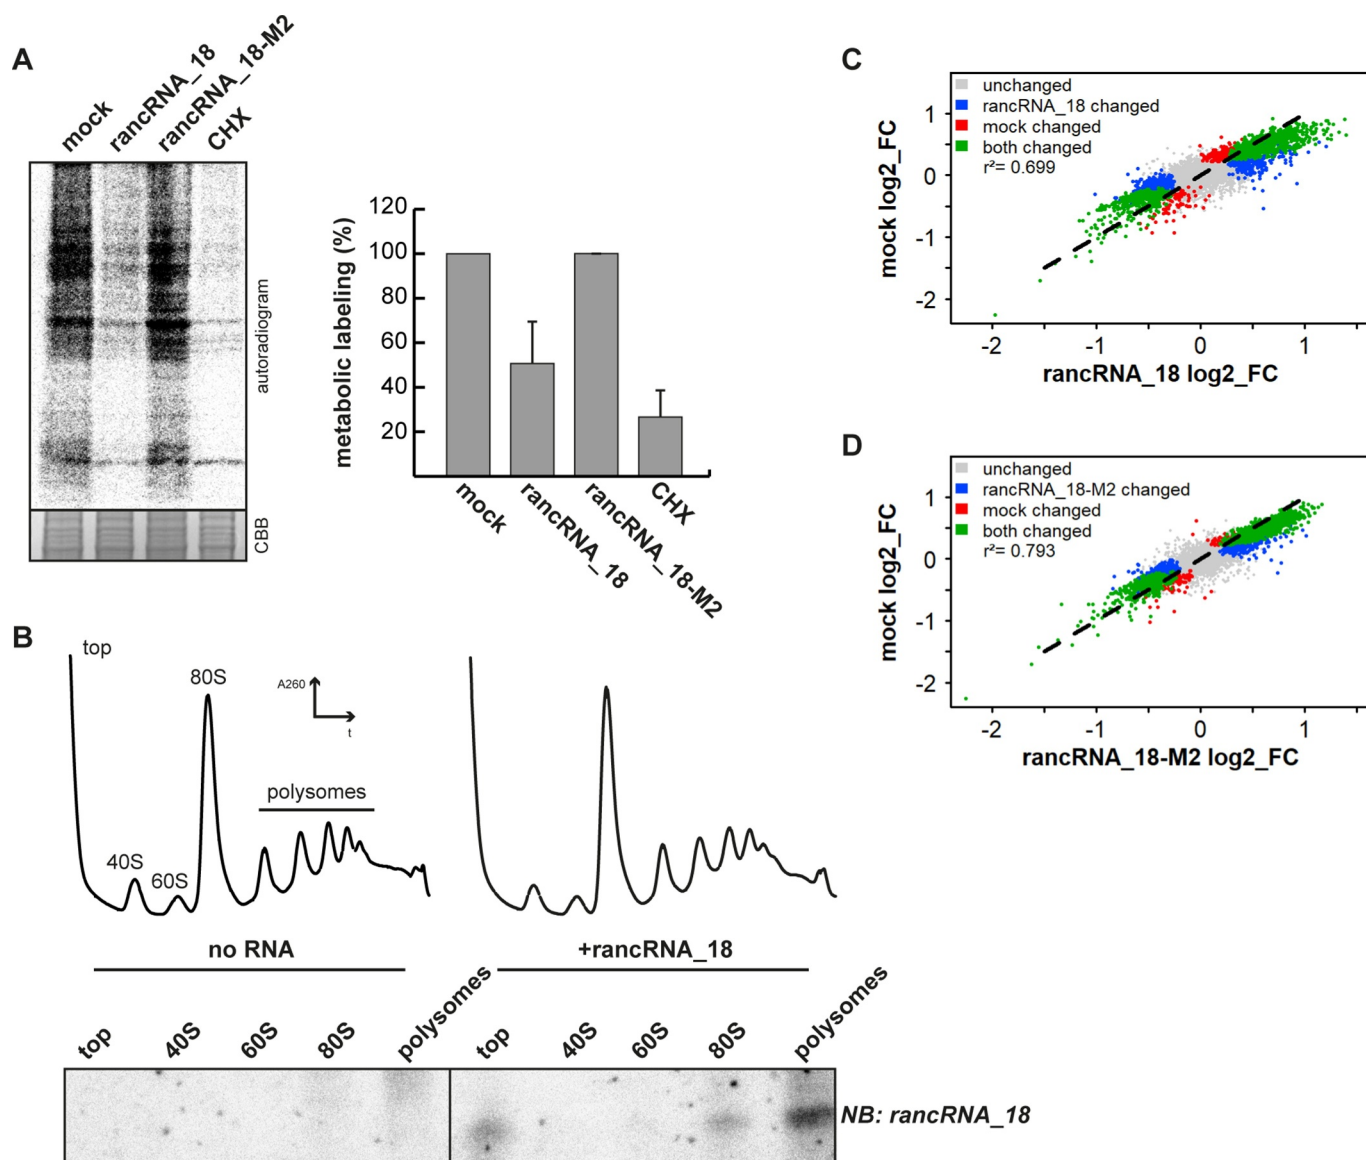 A
mock
rancRNA_18
rancRNA_18-M2
CHX
autoradiogram
CBB
metabolic labeling (%)
120
100
80
60
40
20
mock
rancRNA_18
rancRNA_18-M2
CHX
B
top
40S
60S
80S
A260
t
polysomes
no RNA
+rancRNA_18
top
40S
60S
80S
polysomes
top
40S
60S
80S
polysomes
NB: rancRNA_18
C
unchanged
rancRNA_18 changed
mock changed
both changed
r²= 0.699
mock log2_FC
1
0
-1
-2
-2
-1
0
1
rancRNA_18 log2_FC
D
unchanged
rancRNA_18-M2 changed
mock changed
both changed
r²= 0.793
mock log2_FC
1
0
-1
-2
-2
-1
0
1
rancRNA_18-M2 log2_FC